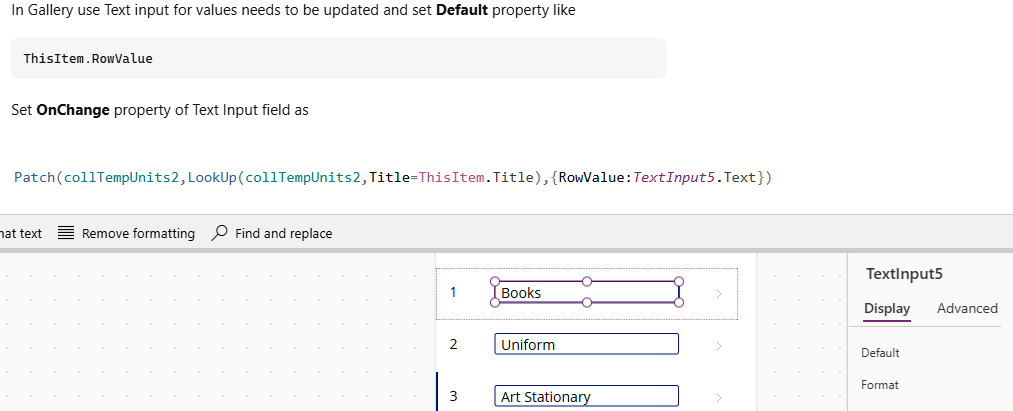 In Gallery use Text input for values needs to be updated and set Default property like
ThisItem.RowValue
Set OnChange property of Text Input field as
Patch(collTempUnits2,LookUp(collTempUnits2,Title=ThisItem.Title),{RowValue:TextInput5.Text})
nat text Remove formatting Find and replace
1 Books
2 Uniform
3 Art Stationary
TextInput5
Display Advanced
Default
Format